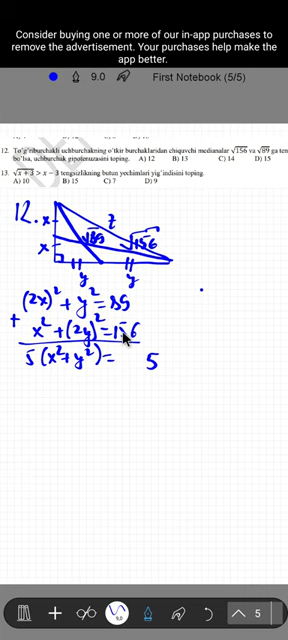 Consider buying one or more of our in-app purchases to
remove the advertisement. Your purchases help make the
app better.
9.0 First Notebook (5/5)
12. To'g'riburchakli uchburchakning o'tkir burchaklaridan chiquvchi medianalar √156 va √89 ga ten
bo'lsa, uchburchak gipotenuzasini toping. A) 12 B) 13 C) 14 D) 15
13. √x + 3 > x − 3 tengsizlikning butun yechimlari yig'indisini toping.
A) 10 B) 15 C) 7 D) 9
12. x
z
√89 √156
x
y y
(2x)² + y² = 89
+ x² + (2y)² = 156
5(x² + y²) = 5
9,0 5